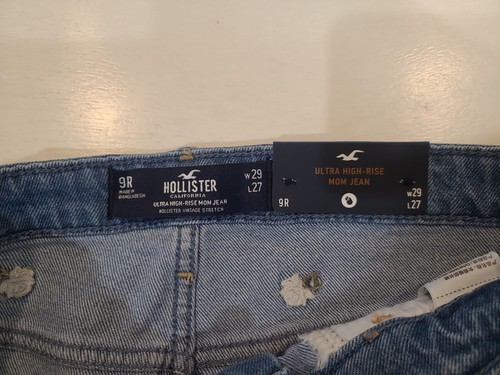 9R
MADE IN
BANGLADESH
HOLLISTER
CALIFORNIA
ULTRA HIGH-RISE MOM JEAN
HOLLISTER VINTAGE STRETCH
W29
L27
ULTRA HIGH-RISE
MOM JEAN
9R
W29
L27